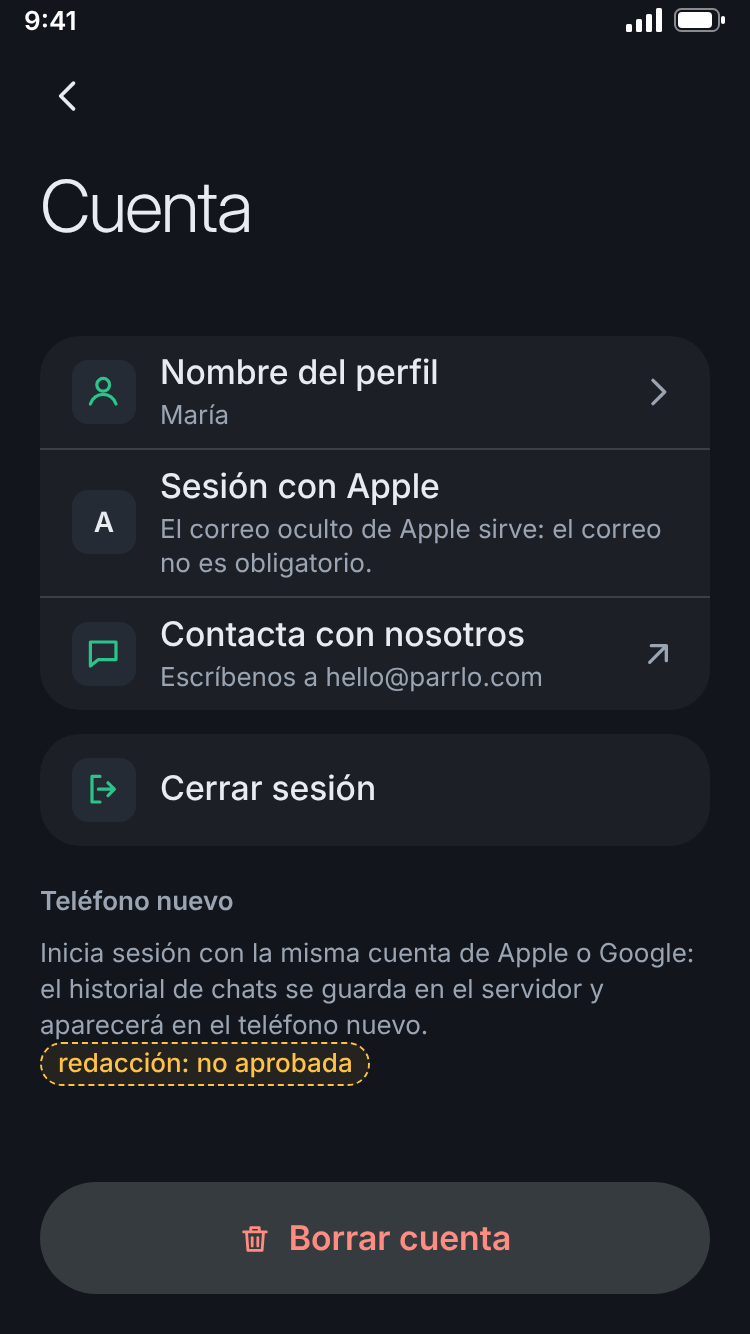 9:41
Cuenta
Nombre del perfil
María
A
Sesión con Apple
El correo oculto de Apple sirve: el correo
no es obligatorio.
Contacta con nosotros
Escríbenos a hello@parrlo.com
Cerrar sesión
Teléfono nuevo
Inicia sesión con la misma cuenta de Apple o Google:
el historial de chats se guarda en el servidor y
aparecerá en el teléfono nuevo.
redacción: no aprobada
Borrar cuenta